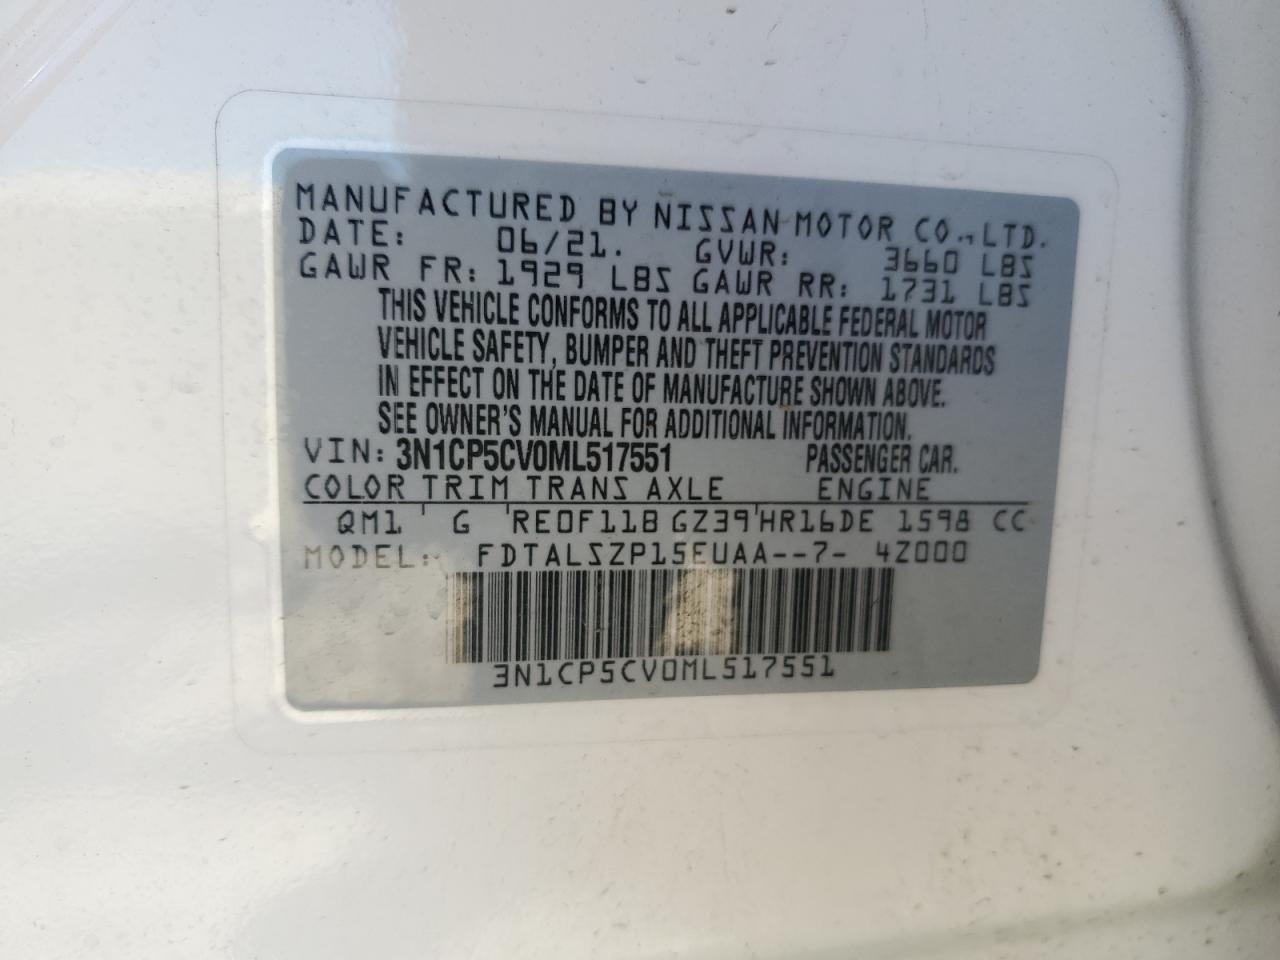 MANUFACTURED BY NISSAN MOTOR CO., LTD.
DATE: 06/21. GVWR: 3660 LBS
GAWR FR: 1929 LBS GAWR RR: 1731 LBS
THIS VEHICLE CONFORMS TO ALL APPLICABLE FEDERAL MOTOR
VEHICLE SAFETY, BUMPER AND THEFT PREVENTION STANDARDS
IN EFFECT ON THE DATE OF MANUFACTURE SHOWN ABOVE.
SEE OWNER'S MANUAL FOR ADDITIONAL INFORMATION.
VIN: 3N1CP5CV0ML517551 PASSENGER CAR.
COLOR TRIM TRANS AXLE ENGINE
QM1 G RE0F11B GZ39 HR16DE 1598 CC
MODEL: FDTALSZP15EUAA--7- 4Z000
3N1CP5CV0ML517551